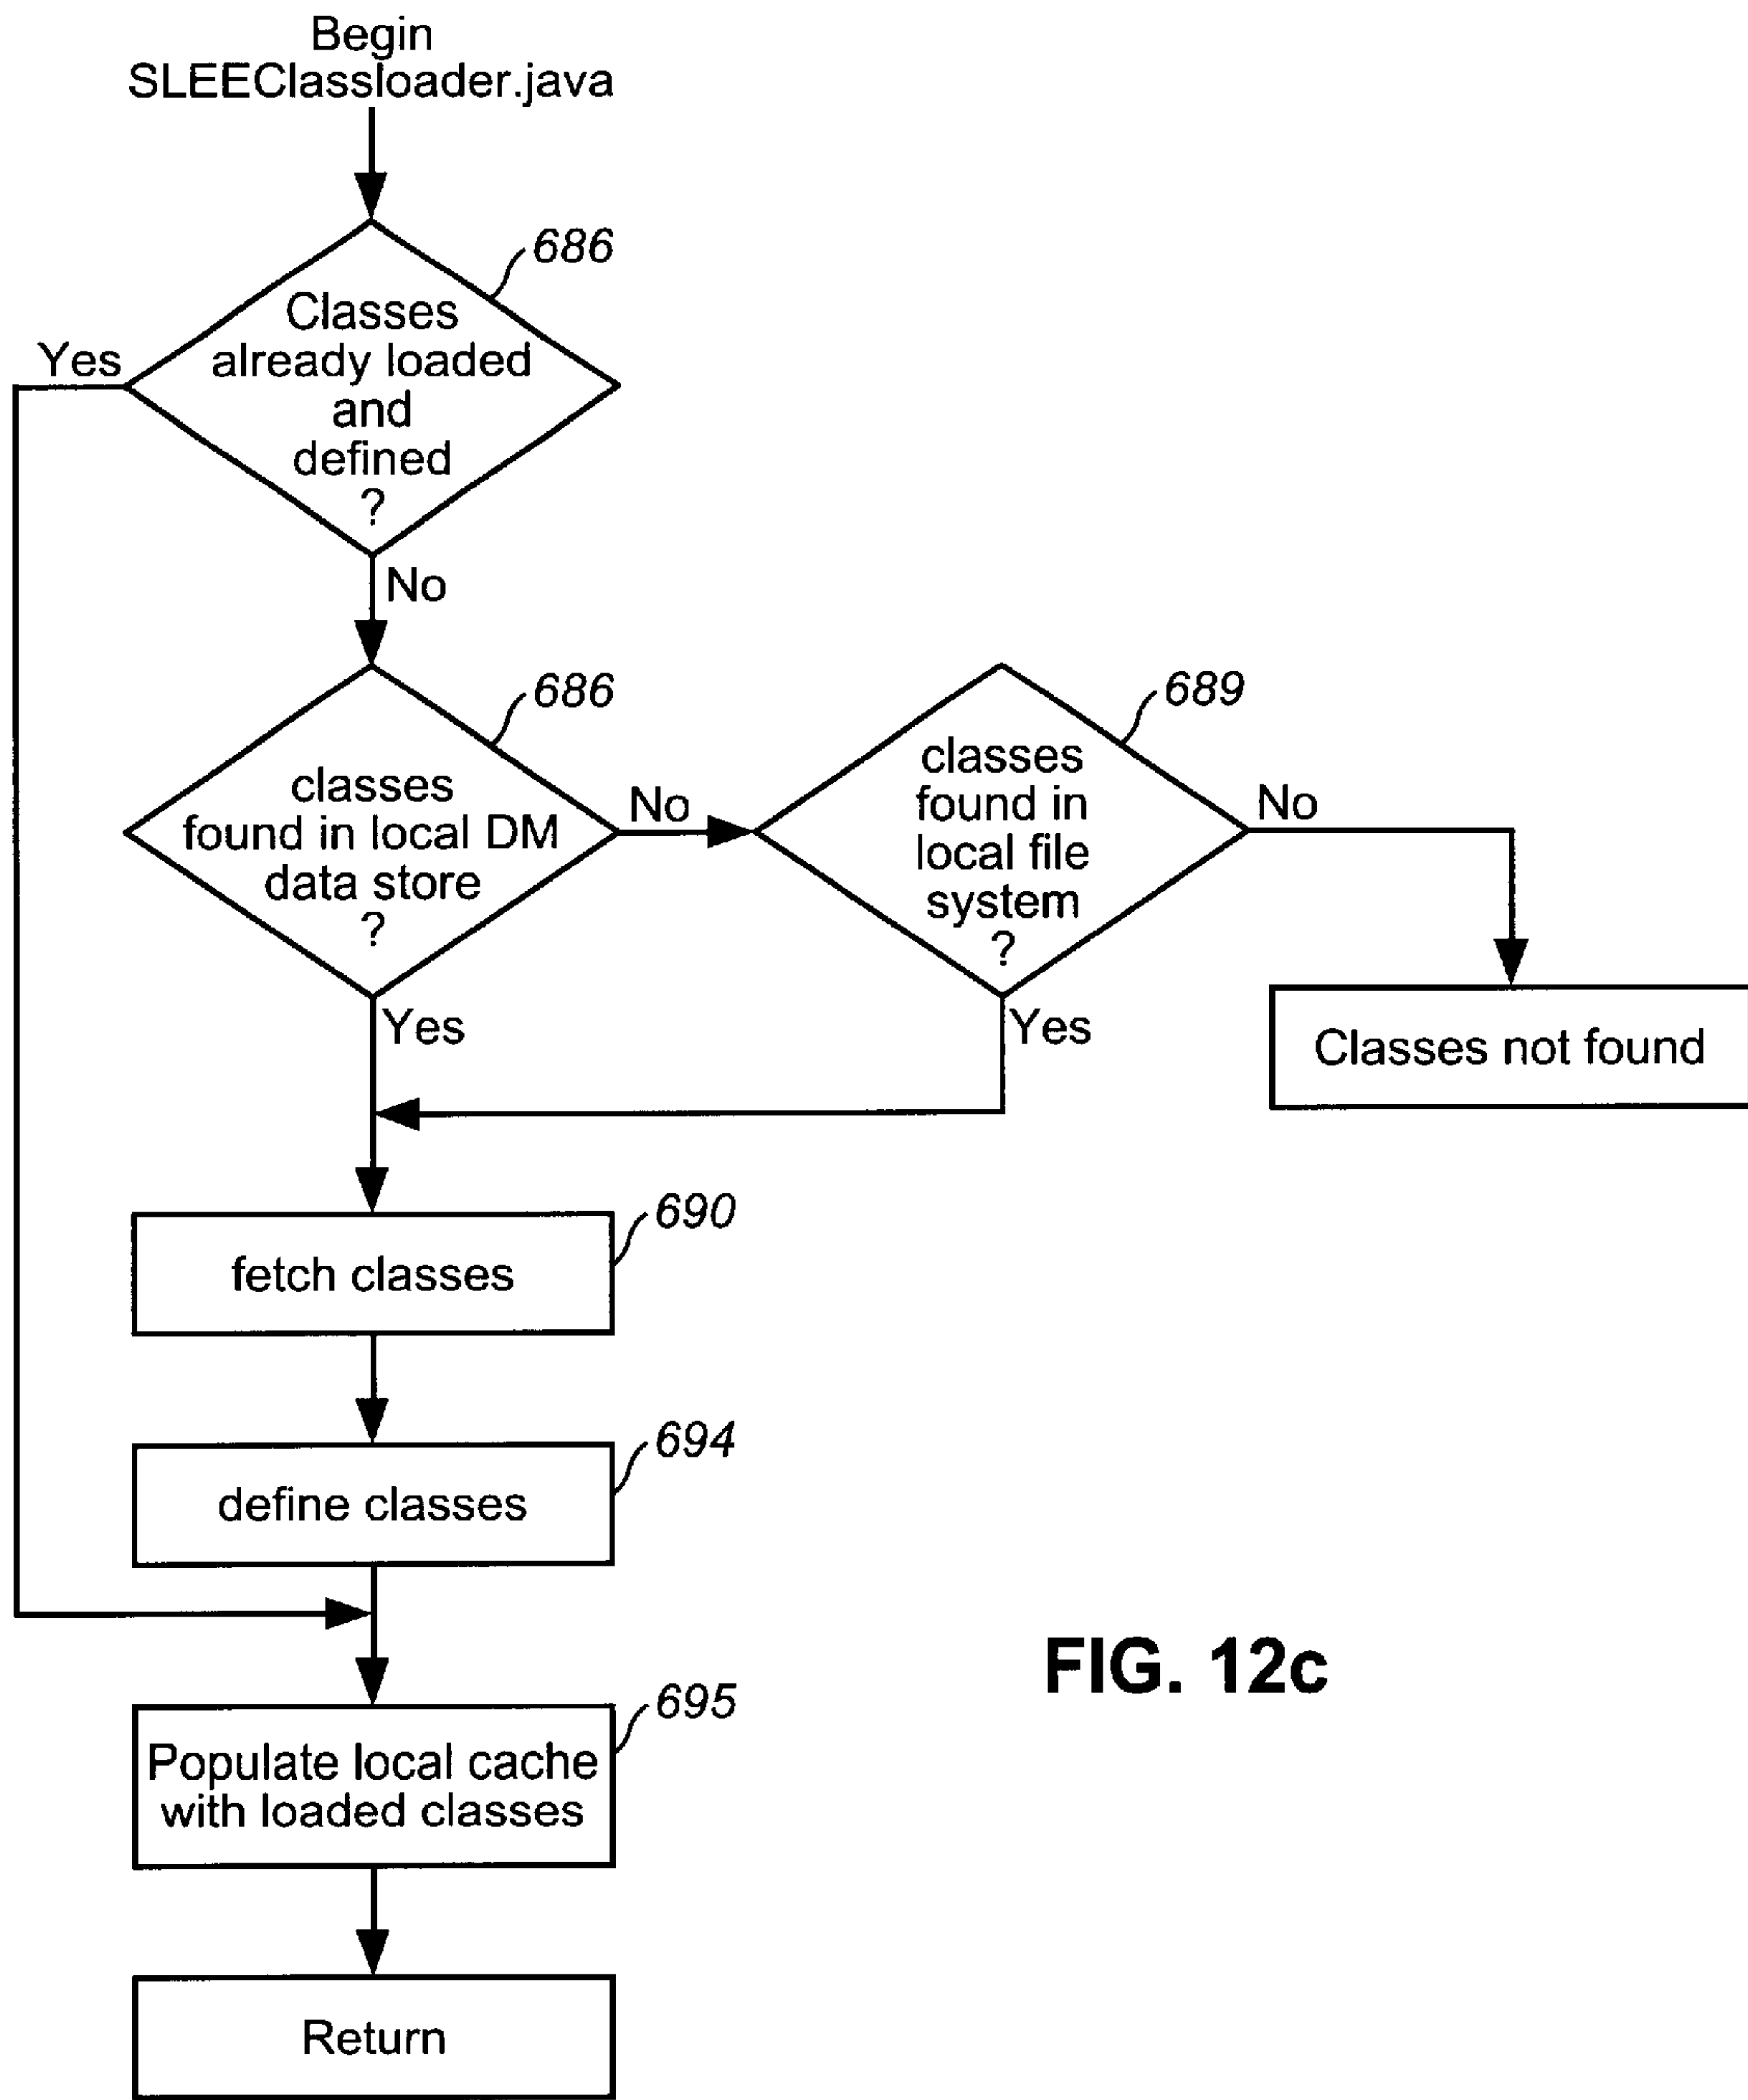 Begin
SLEEClassloader.java
686
Classes
already loaded
and
defined
?
Yes
No
686
classes
found in local DM
data store
?
No
689
classes
found in
local file
system
?
No
Yes
Yes
Classes not found
690
fetch classes
694
define classes
695
Populate local cache
with loaded classes
Return
FIG. 12c